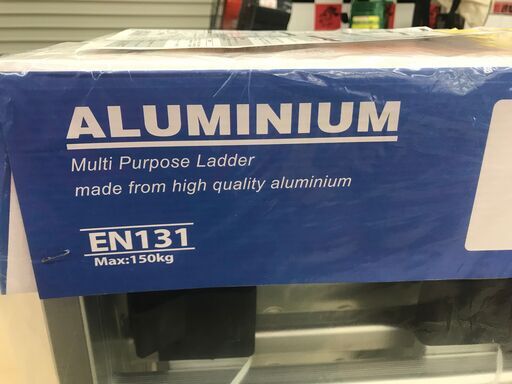 ALUMINIUM
Multi Purpose Ladder
made from high quality aluminium
EN131
Max:150kg